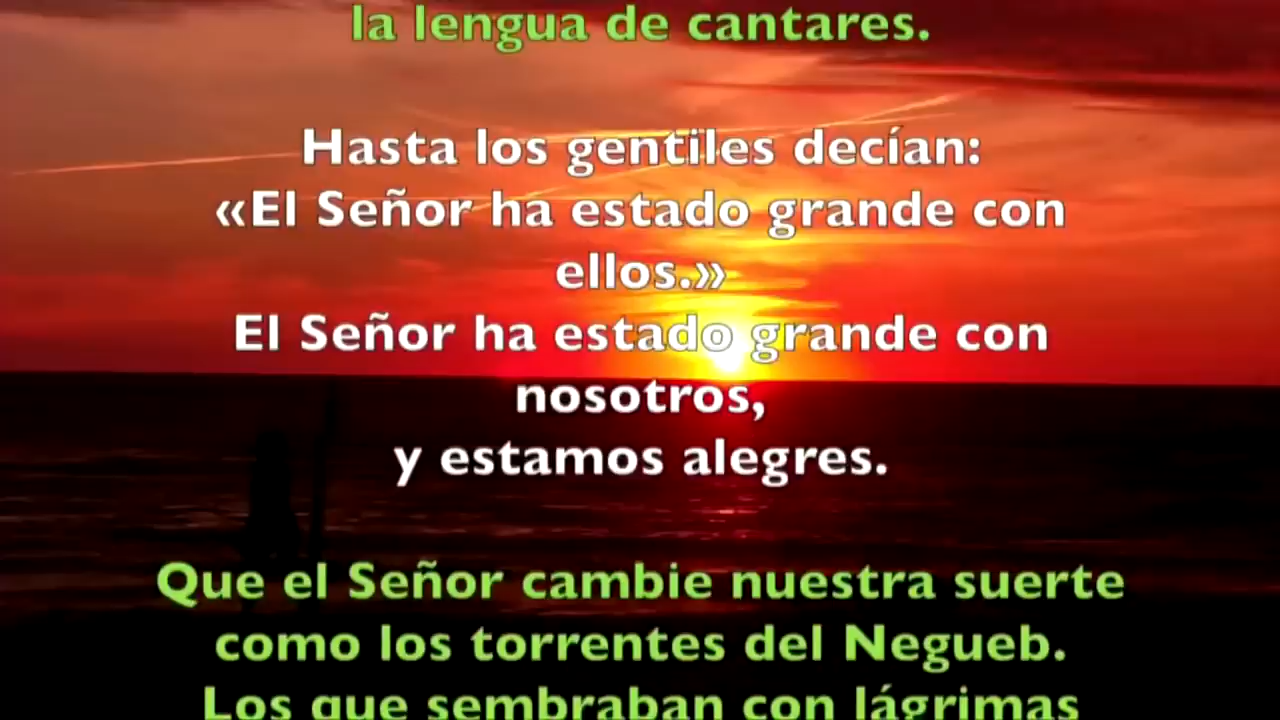 la lengua de cantares.
Hasta los gentiles decían:
«El Señor ha estado grande con
ellos.»
El Señor ha estado grande con
nosotros,
y estamos alegres.
Que el Señor cambie nuestra suerte
como los torrentes del Negueb.
Los que sembraban con lágrimas